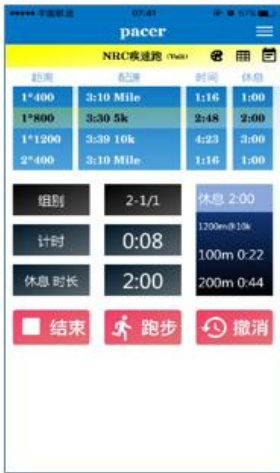 中国联通 07:41 57%
pacer
NRC疾速跑 (Volt)
距离 配速 时间 休息
1*400 3:10 Mile 1:16 1:00
1*800 3:30 5k 2:48 2:00
1*1200 3:39 10k 4:23 3:00
2*400 3:10 Mile 1:16 1:00
组别 2-1/1 休息 2:00
计时 0:08 1200m@10k
100m 0:22
休息 时长 2:00 200m 0:44
结束 跑步 撤消